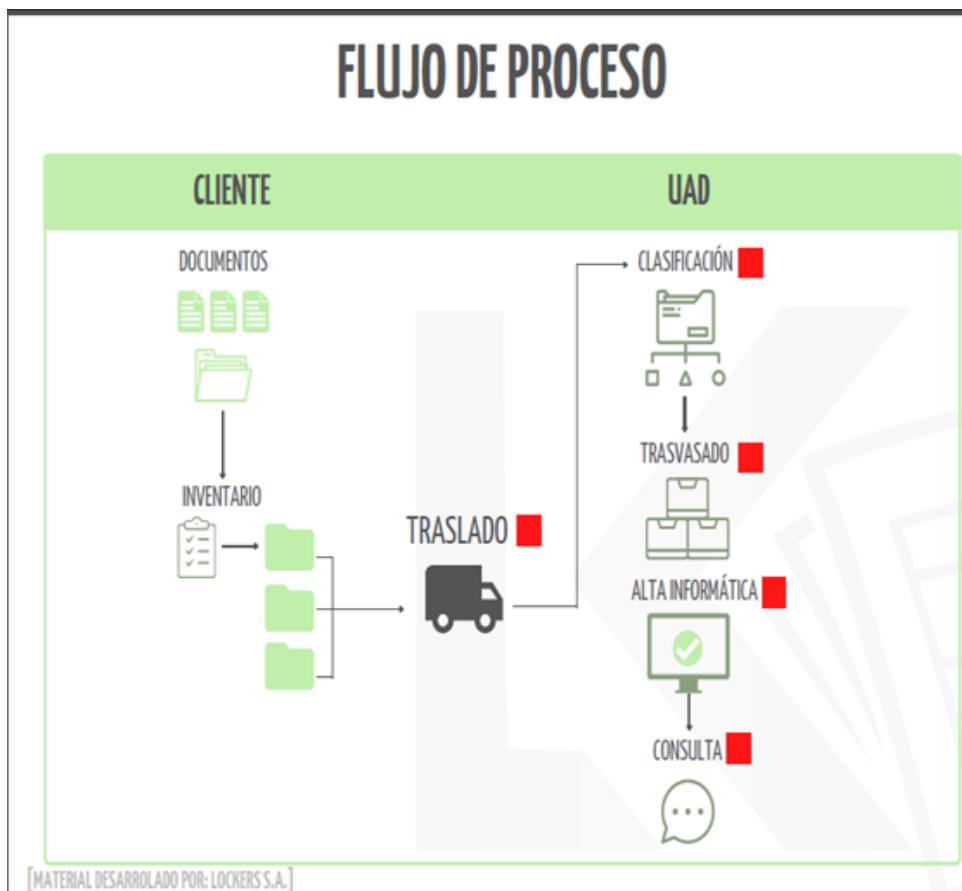 FLUJO DE PROCESO
CLIENTE
UAD
DOCUMENTOS
INVENTARIO
TRASLADO
CLASIFICACIÓN
TRASVASADO
ALTA INFORMÁTICA
CONSULTA
[MATERIAL DESARROLADO POR: LOCKERS S.A.]